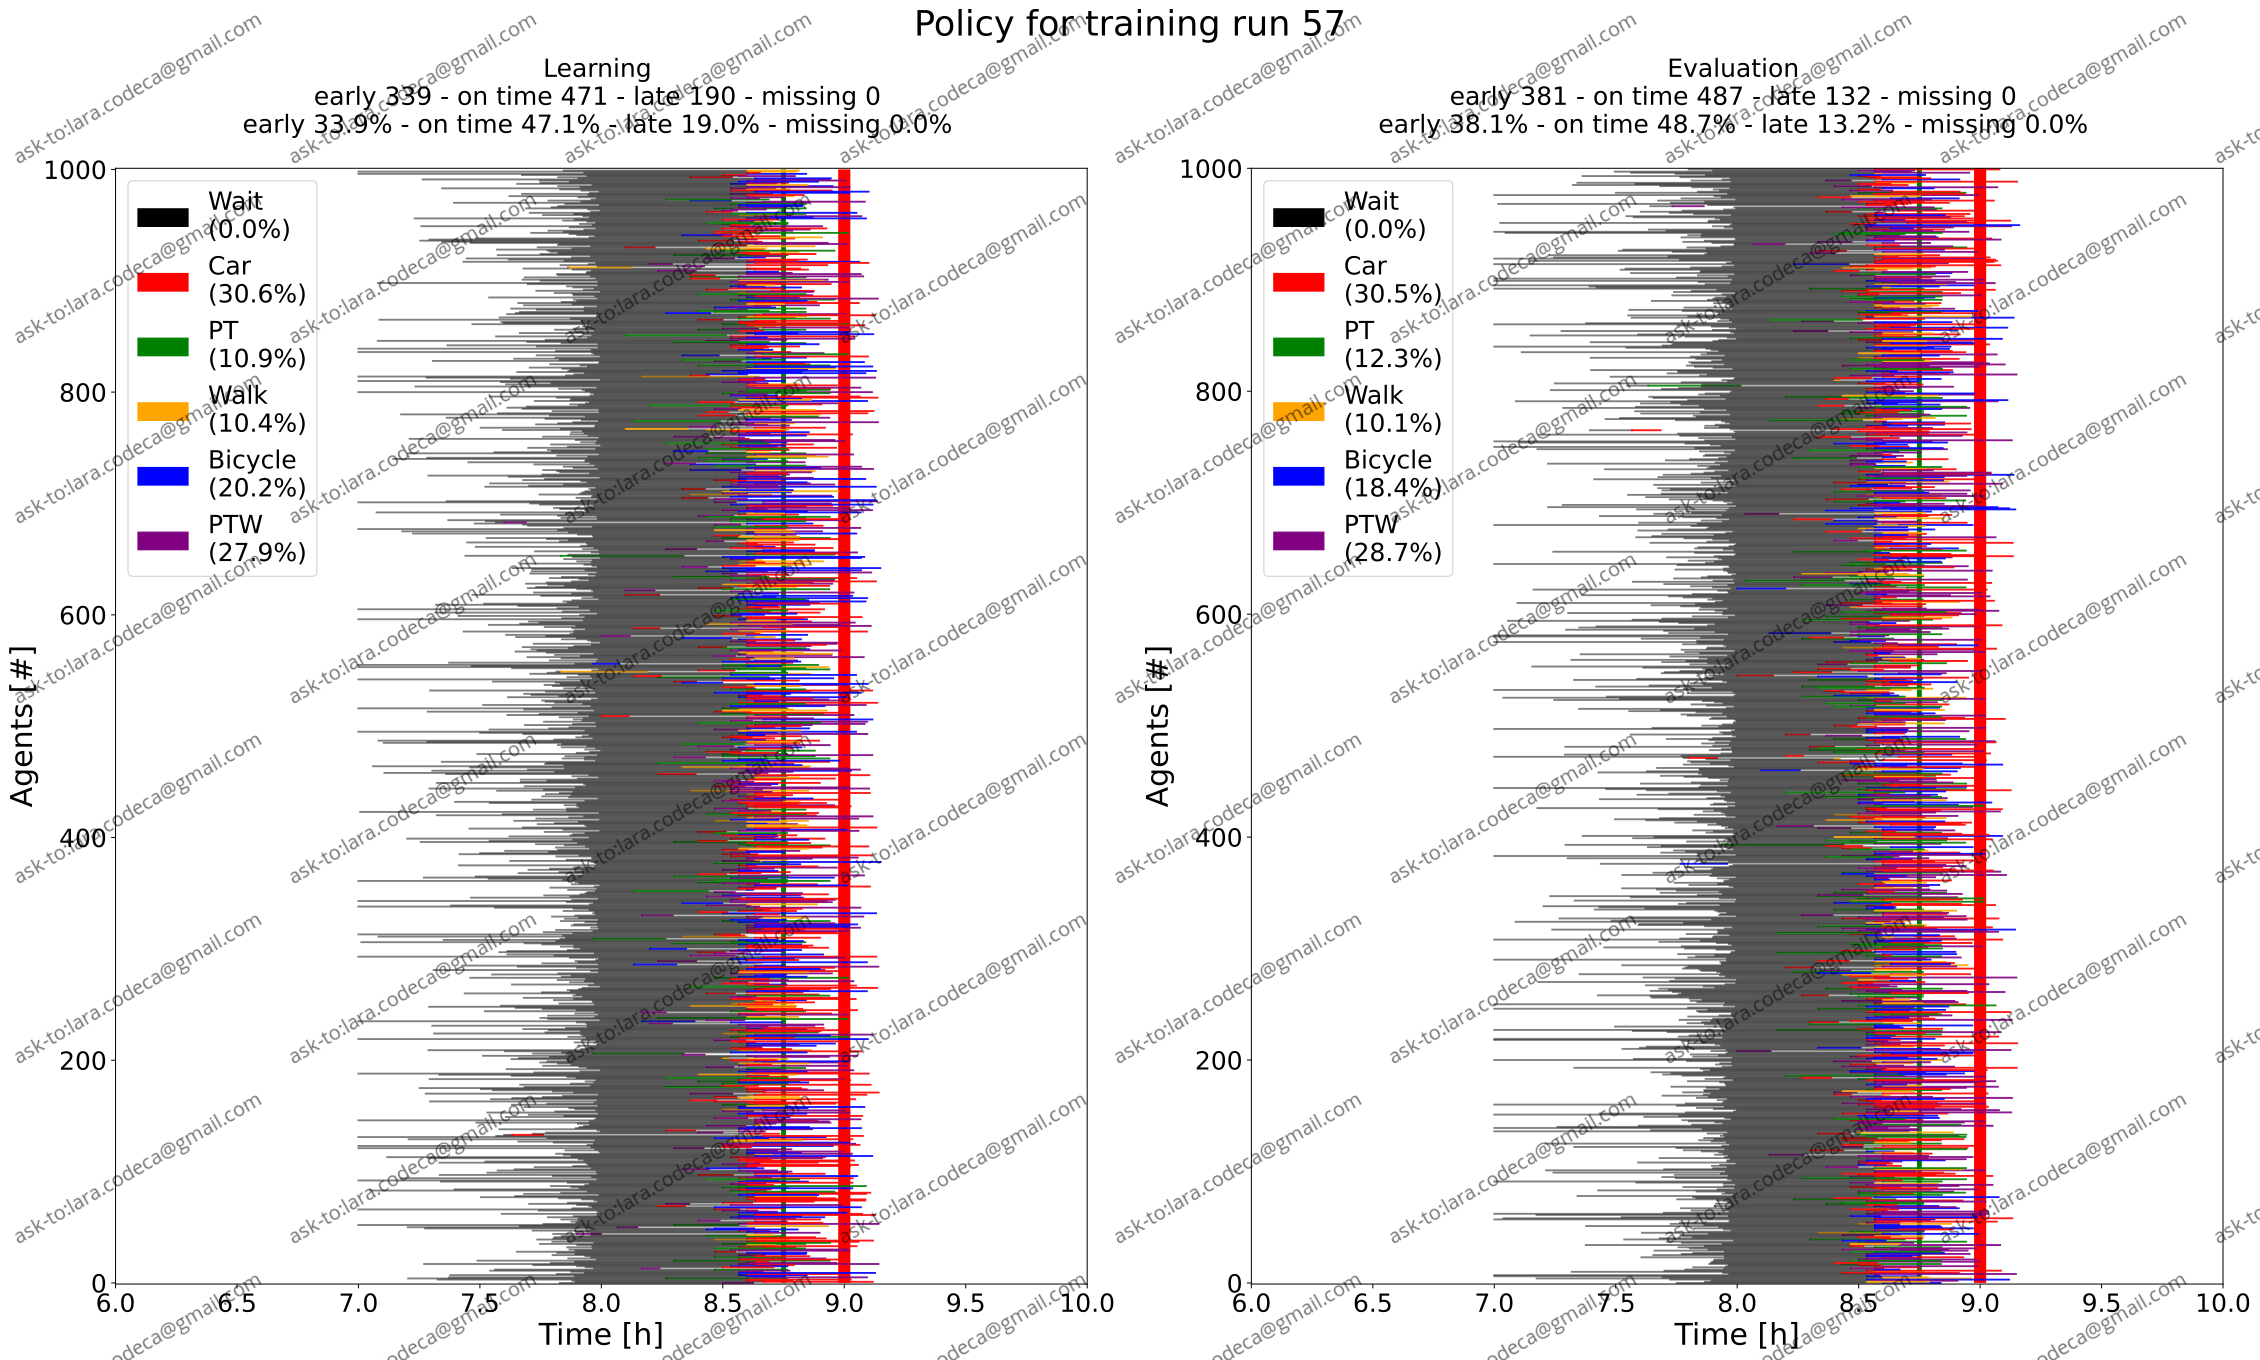 Policy for training run 57
Learning
early 339 - on time 471 - late 190 - missing 0
early 33.9% - on time 47.1% - late 19.0% - missing 0.0%
1000
800
600
400
200
0
Agents [#]
Wait
(0.0%)
Car
(30.6%)
PT
(10.9%)
Walk
(10.4%)
Bicycle
(20.2%)
PTW
(27.9%)
6.0 6.5 7.0 7.5 8.0 8.5 9.0 9.5 10.0
Time [h]
Evaluation
early 381 - on time 487 - late 132 - missing 0
early 38.1% - on time 48.7% - late 13.2% - missing 0.0%
1000
800
600
400
200
0
Agents [#]
Wait
(0.0%)
Car
(30.5%)
PT
(12.3%)
Walk
(10.1%)
Bicycle
(18.4%)
PTW
(28.7%)
6.0 6.5 7.0 7.5 8.0 8.5 9.0 9.5 10.0
Time [h]
ask-to:lara.codeca@gmail.com